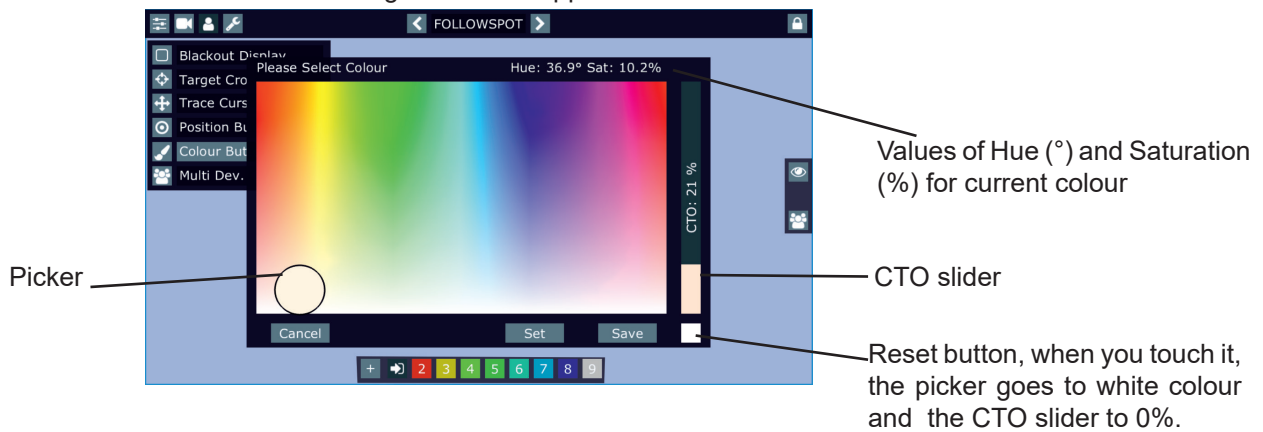 FOLLOWSPOT
Blackout Display
Please Select Colour
Hue: 36.9° Sat: 10.2%
Target Cro
Trace Curs
Position Bu
Colour But
Multi Dev.
CTO: 21 %
Values of Hue (°) and Saturation
(%) for current colour
Picker
CTO slider
Cancel
Set
Save
Reset button, when you touch it,
the picker goes to white colour
and the CTO slider to 0%.
+ 2 3 4 5 6 7 8 9